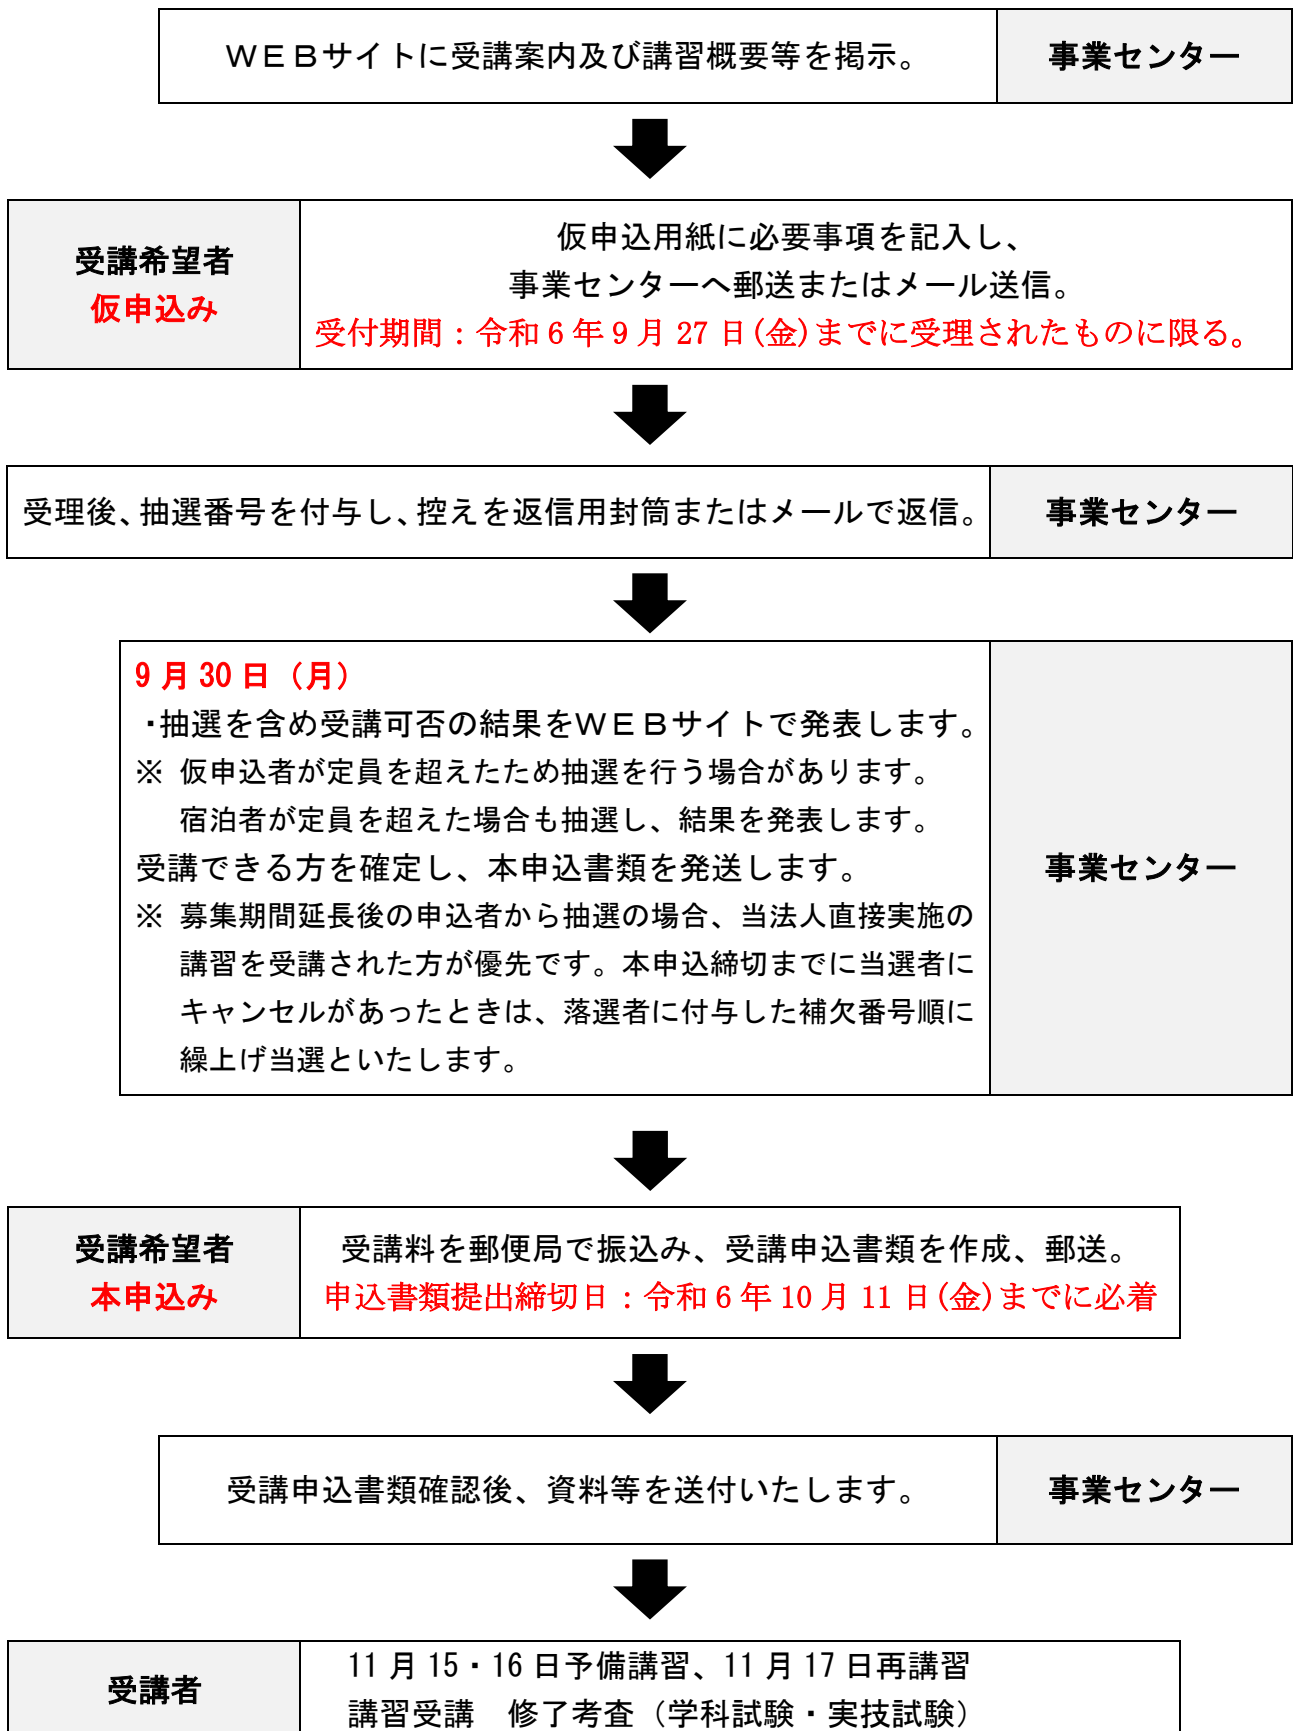 ＷＥＢサイトに受講案内及び講習概要等を掲示。
事業センター
受講希望者
仮申込み
仮申込用紙に必要事項を記入し、
事業センターへ郵送またはメール送信。
受付期間：令和6年9月27日(金)までに受理されたものに限る。
受理後、抽選番号を付与し、控えを返信用封筒またはメールで返信。
事業センター
9月30日（月）
・抽選を含め受講可否の結果をＷＥＢサイトで発表します。
※ 仮申込者が定員を超えたため抽選を行う場合があります。
宿泊者が定員を超えた場合も抽選し、結果を発表します。
受講できる方を確定し、本申込書類を発送します。
※ 募集期間延長後の申込者から抽選の場合、当法人直接実施の
講習を受講された方が優先です。本申込締切までに当選者に
キャンセルがあったときは、落選者に付与した補欠番号順に
繰上げ当選といたします。
事業センター
受講希望者
本申込み
受講料を郵便局で振込み、受講申込書類を作成、郵送。
申込書類提出締切日：令和6年10月11日(金)までに必着
受講申込書類確認後、資料等を送付いたします。
事業センター
受講者
11月15・16日予備講習、11月17日再講習
講習受講　修了考査（学科試験・実技試験）